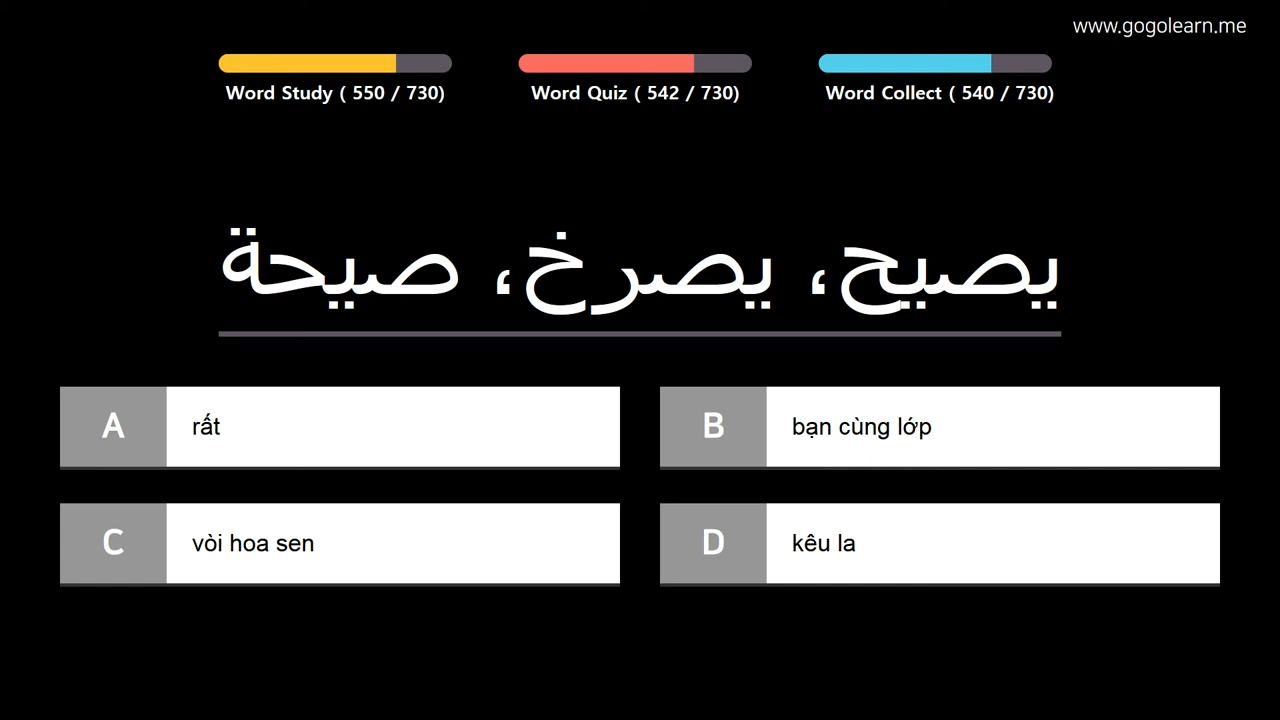 www.gogolearn.me
Word Study ( 550 / 730)
Word Quiz ( 542 / 730)
Word Collect ( 540 / 730)
يصيح، يصرخ، صيحة
A
rất
B
bạn cùng lớp
C
vòi hoa sen
D
kêu la